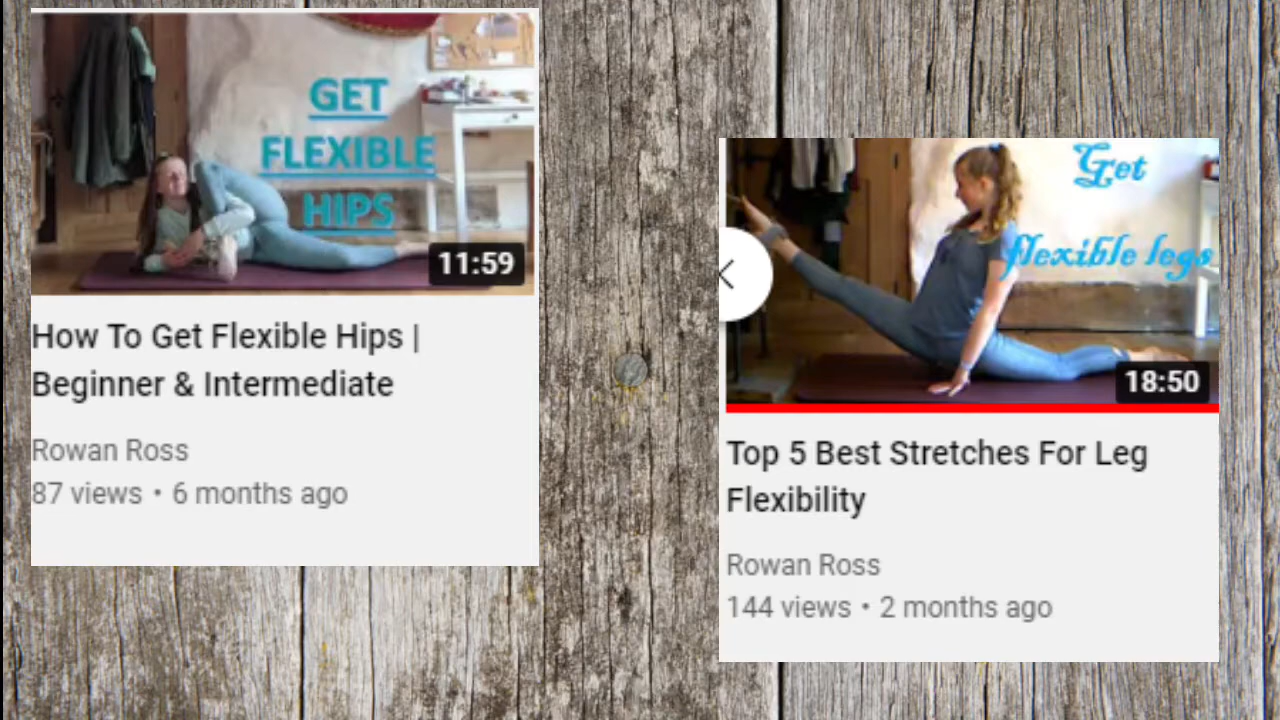 GET
FLEXIBLE
HIPS
11:59
How To Get Flexible Hips |
Beginner & Intermediate
Rowan Ross
87 views • 6 months ago
Get
flexible legs
18:50
Top 5 Best Stretches For Leg
Flexibility
Rowan Ross
144 views • 2 months ago